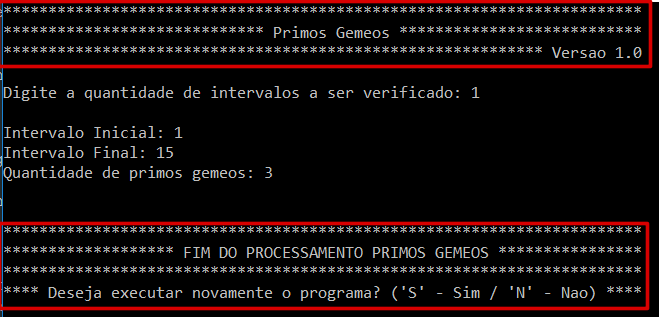 ***********************************************************************
***************************** Primos Gemeos ***************************
************************************************************ Versao 1.0
Digite a quantidade de intervalos a ser verificado: 1
Intervalo Inicial: 1
Intervalo Final: 15
Quantidade de primos gemeos: 3
***********************************************************************
******************* FIM DO PROCESSAMENTO PRIMOS GEMEOS ****************
***********************************************************************
**** Deseja executar novamente o programa? ('S' - Sim / 'N' - Nao) ****